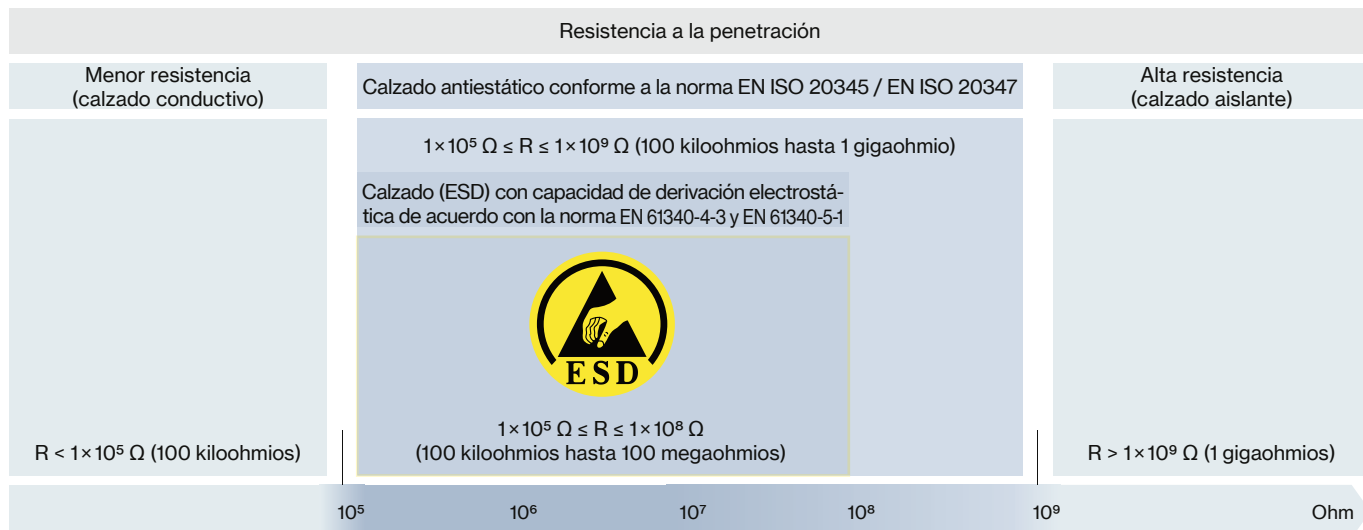 Resistencia a la penetración
Menor resistencia
(calzado conductivo)
Calzado antiestático conforme a la norma EN ISO 20345 / EN ISO 20347
Alta resistencia
(calzado aislante)
1×10⁵ Ω ≤ R ≤ 1×10⁹ Ω (100 kiloohmios hasta 1 gigaohmio)
Calzado (ESD) con capacidad de derivación electrostá-
tica de acuerdo con la norma EN 61340-4-3 y EN 61340-5-1
ESD
1×10⁵ Ω ≤ R ≤ 1×10⁸ Ω
(100 kiloohmios hasta 100 megaohmios)
R < 1×10⁵ Ω (100 kiloohmios)
R > 1×10⁹ Ω (1 gigaohmios)
10⁵ 10⁶ 10⁷ 10⁸ 10⁹ Ohm